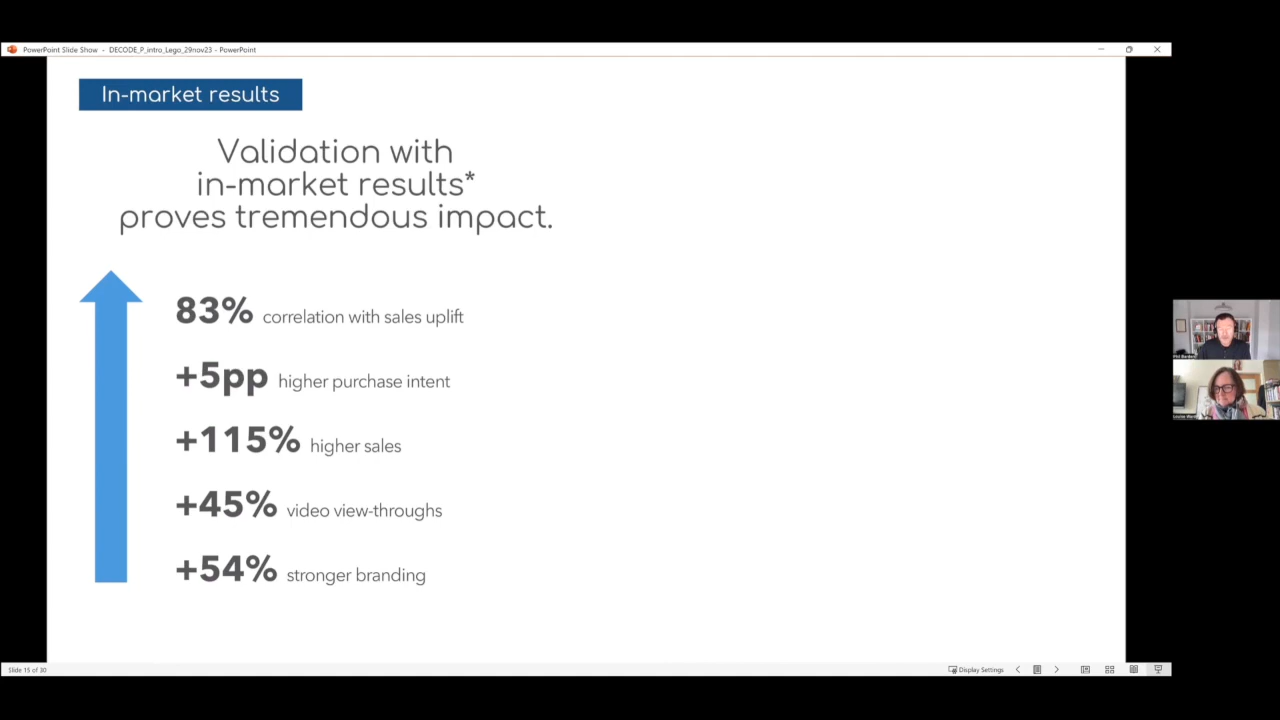 PowerPoint Slide Show - DECODE_P_intro_Lego_29nov23 - PowerPoint
In-market results
Validation with
in-market results*
proves tremendous impact.
83% correlation with sales uplift
+5pp higher purchase intent
+115% higher sales
+45% video view-throughs
+54% stronger branding
Phil Barden
Slide 15 of 30
Display Settings